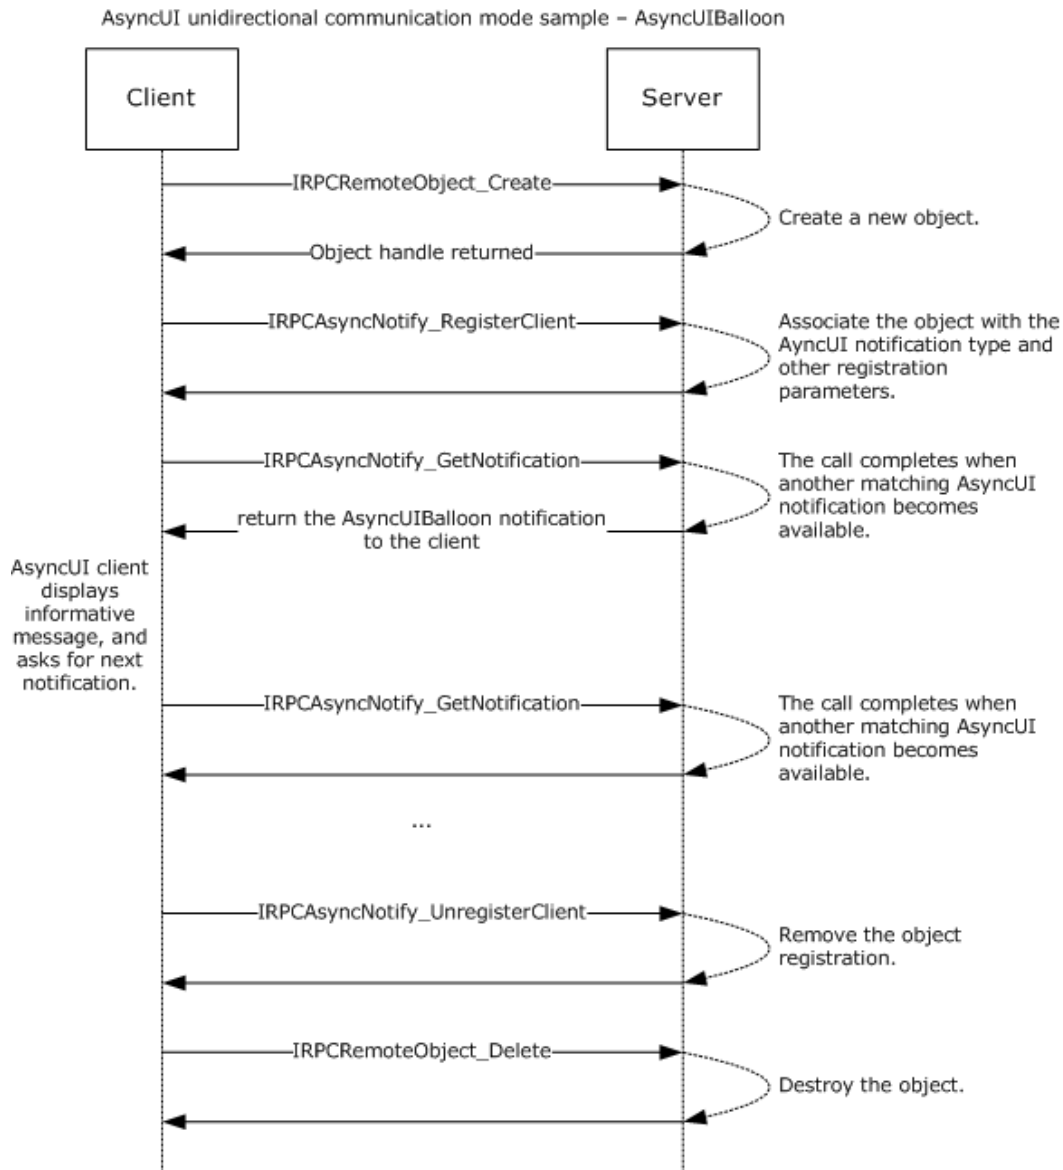 AsyncUI unidirectional communication mode sample – AsyncUIBalloon
Client
Server
IRPCRemoteObject_Create
Create a new object.
Object handle returned
IRPCAsyncNotify_RegisterClient
Associate the object with the
AyncUI notification type and
other registration
parameters.
IRPCAsyncNotify_GetNotification
The call completes when
another matching AsyncUI
notification becomes
available.
return the AsyncUIBalloon notification
to the client
AsyncUI client
displays
informative
message, and
asks for next
notification.
IRPCAsyncNotify_GetNotification
The call completes when
another matching AsyncUI
notification becomes
available.
...
IRPCAsyncNotify_UnregisterClient
Remove the object
registration.
IRPCRemoteObject_Delete
Destroy the object.